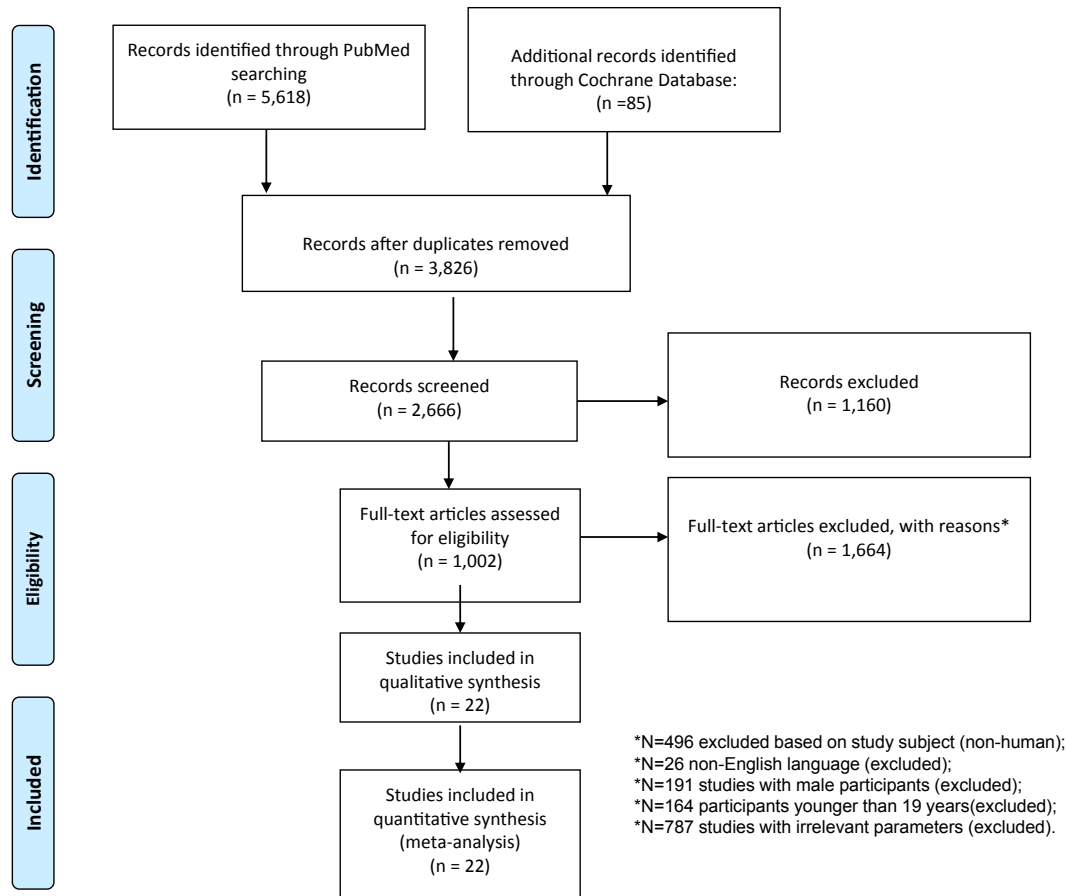 Identification
Records identified through PubMed
searching
(n = 5,618)
Additional records identified
through Cochrane Database:
(n =85)
Records after duplicates removed
(n = 3,826)
Screening
Records screened
(n = 2,666)
Records excluded
(n = 1,160)
Eligibility
Full-text articles assessed
for eligibility
(n = 1,002)
Full-text articles excluded, with reasons*
(n = 1,664)
Studies included in
qualitative synthesis
(n = 22)
Included
Studies included in
quantitative synthesis
(meta-analysis)
(n = 22)
*N=496 excluded based on study subject (non-human);
*N=26 non-English language (excluded);
*N=191 studies with male participants (excluded);
*N=164 participants younger than 19 years(excluded);
*N=787 studies with irrelevant parameters (excluded).